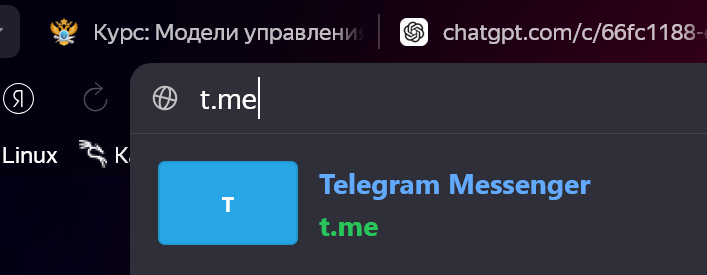 Курс: Модели управления
chatgpt.com/c/66fc1188-
Я
t.me
Linux
T
Telegram Messenger
t.me